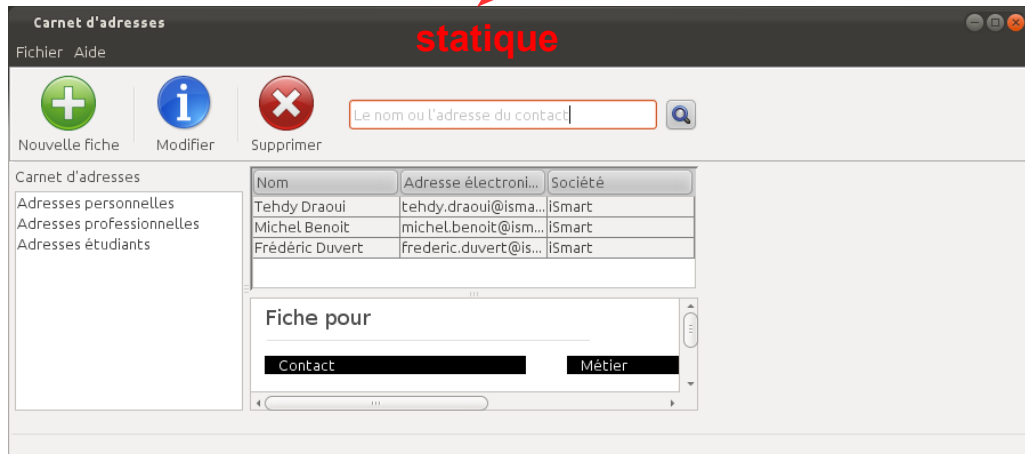 Carnet d'adresses
statique
Fichier Aide
Nouvelle fiche Modifier Supprimer
Le nom ou l'adresse du contact
Carnet d'adresses
Adresses personnelles
Adresses professionnelles
Adresses étudiants
Nom Adresse électroni... Société
Tehdy Draoui tehdy.draoui@isma... iSmart
Michel Benoit michel.benoit@ism... iSmart
Frédéric Duvert frederic.duvert@is... iSmart
Fiche pour
Contact Métier